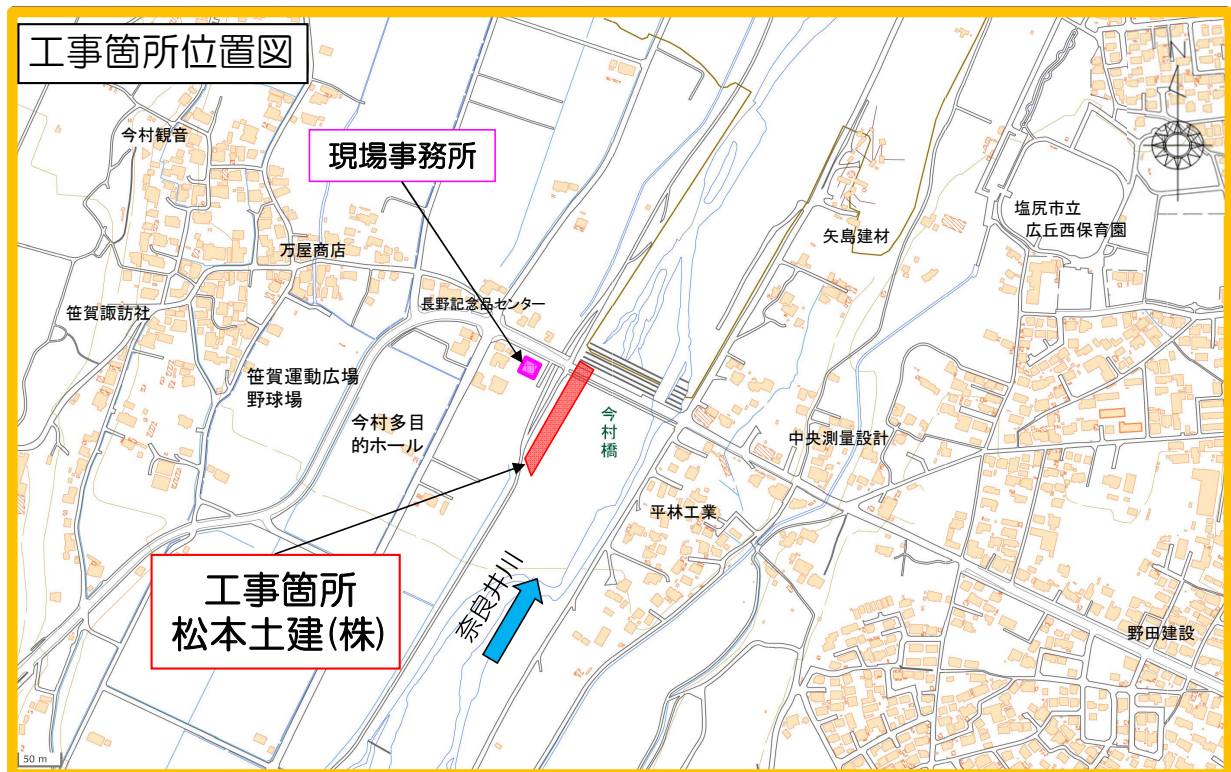 工事箇所位置図
今村観音
現場事務所
N
塩尻市立
広丘西保育園
矢島建材
万屋商店
長野記念品センター
笹賀諏訪社
笹賀運動広場
野球場
今村多目
的ホール
今村橋
中央測量設計
平林工業
工事箇所
松本土建(株)
奈良井川
野田建設
50 m